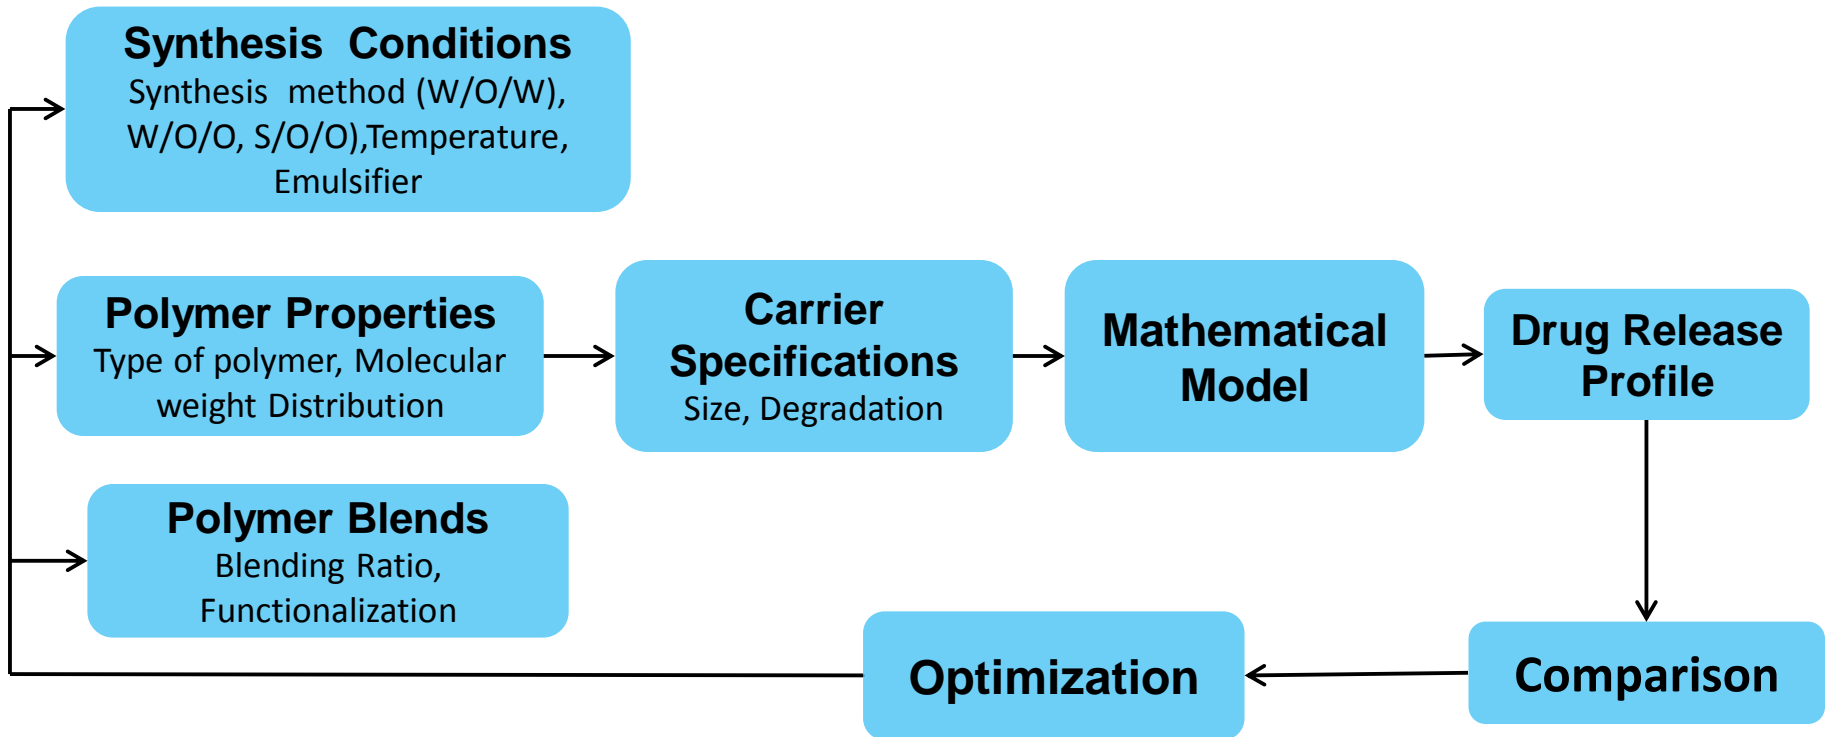 Synthesis  Conditions
Synthesis  method (W/O/W),
W/O/O, S/O/O),Temperature,
Emulsifier
Polymer Properties
Type of polymer, Molecular
weight Distribution
Polymer Blends
Blending Ratio,
Functionalization
Carrier
Specifications
Size, Degradation
Mathematical
Model
Drug Release
Profile
Comparison
Optimization